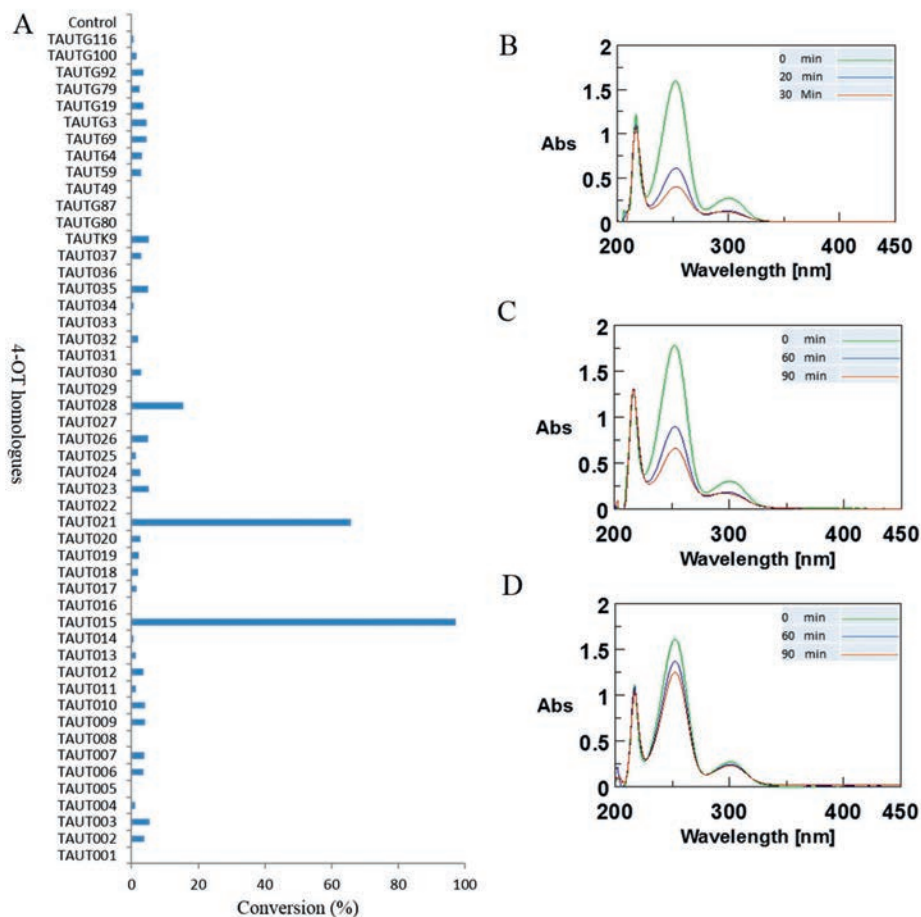 A
Control
TAUTG116
TAUTG100
TAUTG92
TAUTG79
TAUTG19
TAUTG3
TAUT69
TAUT64
TAUT59
TAUT49
TAUTG87
TAUTG80
TAUTK9
TAUT037
TAUT036
TAUT035
TAUT034
TAUT033
TAUT032
TAUT031
TAUT030
TAUT029
TAUT028
TAUT027
TAUT026
TAUT025
TAUT024
TAUT023
TAUT022
TAUT021
TAUT020
TAUT019
TAUT018
TAUT017
TAUT016
TAUT015
TAUT014
TAUT013
TAUT012
TAUT011
TAUT010
TAUT009
TAUT008
TAUT007
TAUT006
TAUT005
TAUT004
TAUT003
TAUT002
TAUT001
4-OT homologues
0 20 40 60 80 100
Conversion (%)
B
2
1.5
1
0.5
0
Abs
0 min
20 min
30 Min
200 300 400 450
Wavelength [nm]
C
2
1.5
1
0.5
0
Abs
0 min
60 min
90 min
200 300 400 450
Wavelength [nm]
D
2
1.5
1
0.5
0
Abs
0 min
60 min
90 min
200 300 400 450
Wavelength [nm]